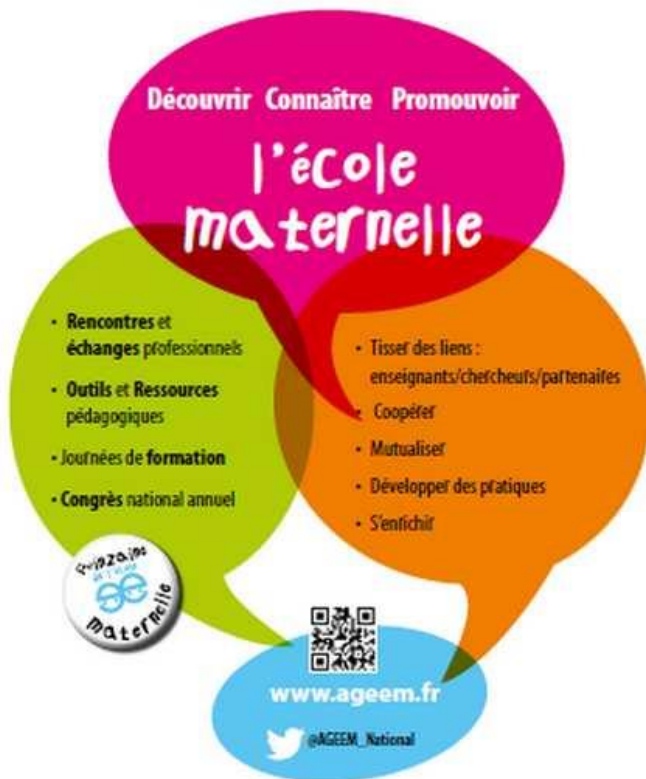 Découvrir Connaître Promouvoir
l'école
maternelle
• Rencontres et
échanges professionnels
• Outils et Ressources
pédagogiques
• Journées de formation
• Congrès national annuel
• Tisser des liens :
enseignants/chercheurs/partenaires
• Coopérer
• Mutualiser
• Développer des pratiques
• S'enrichir
Quinzaine
maternelle
www.ageem.fr
@AGEEM_National